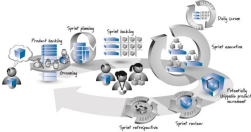 Daily scrum
Sprint planning
Product backlog
Sprint backlog
Sprint execution
Grooming
Potentially
shippable product
increment
Sprint review
Sprint retrospective